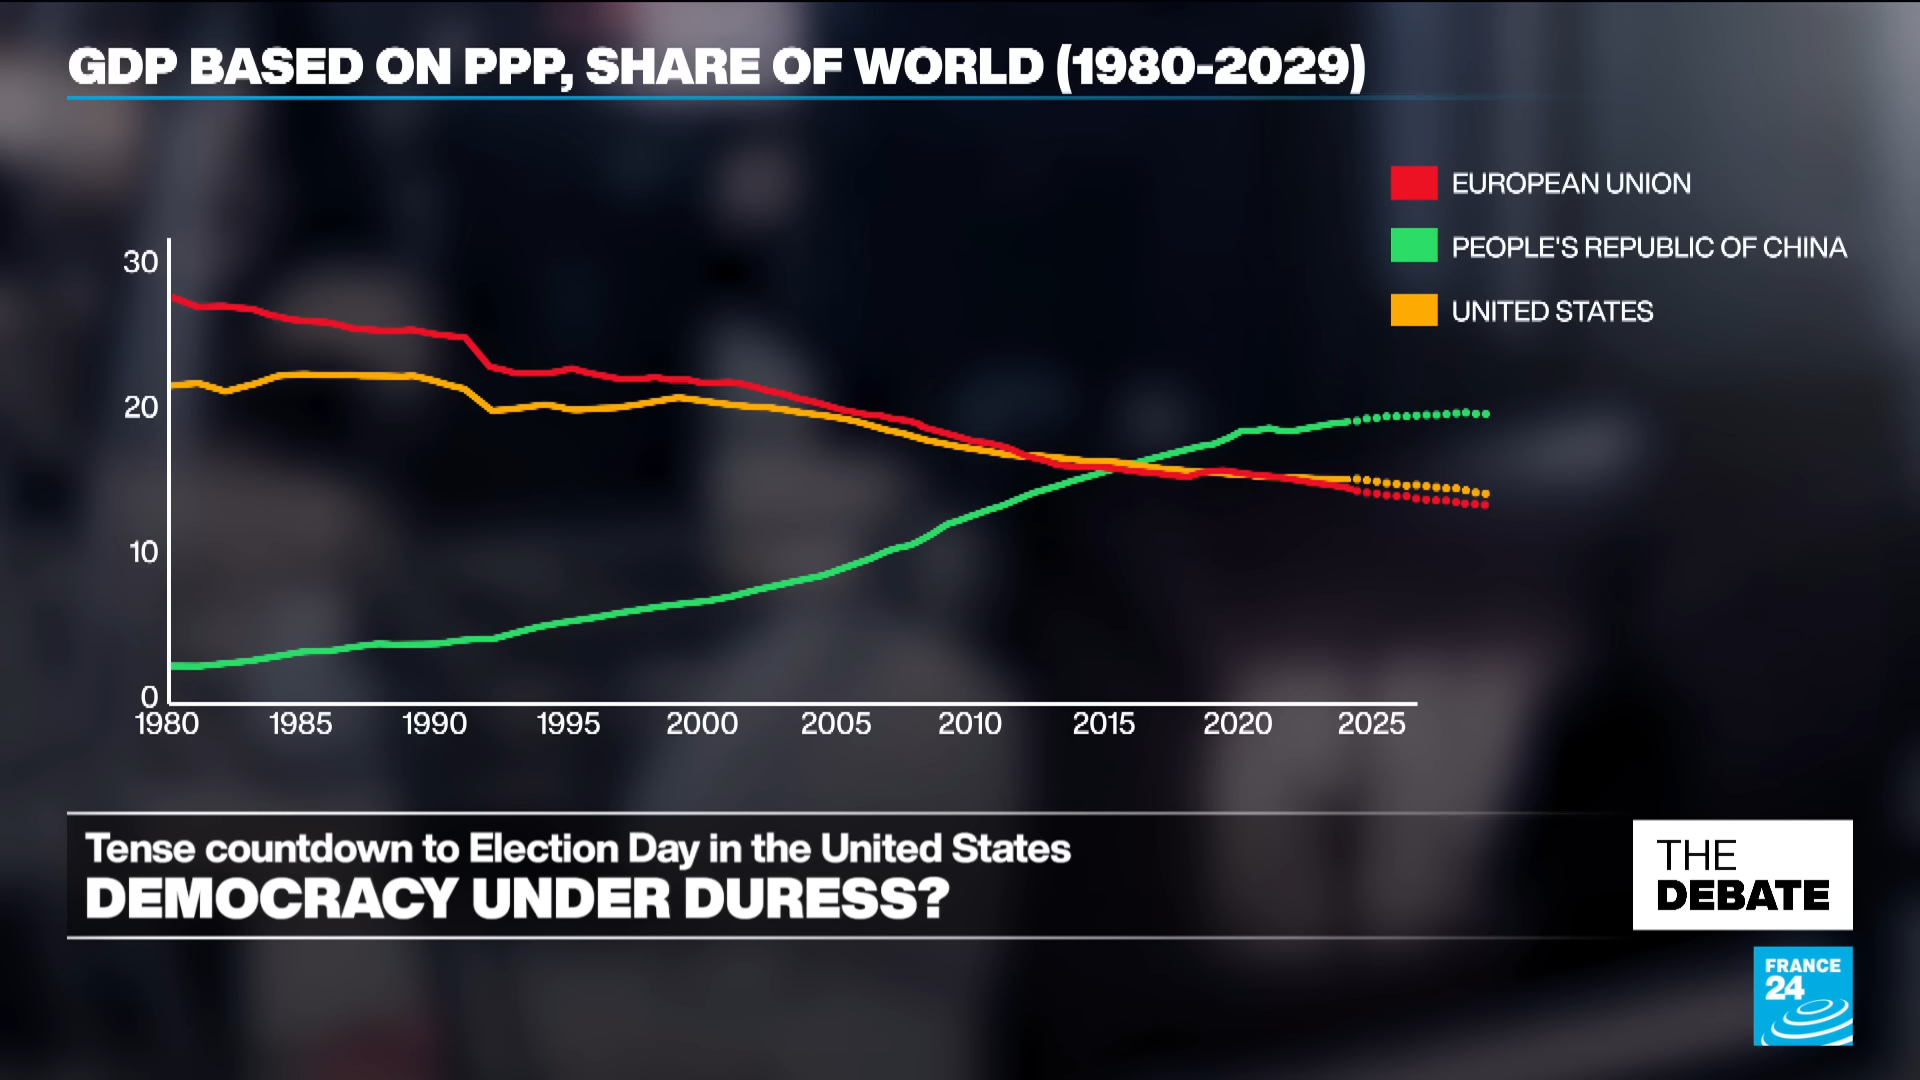 GDP BASED ON PPP, SHARE OF WORLD (1980-2029)
EUROPEAN UNION
PEOPLE'S REPUBLIC OF CHINA
UNITED STATES
30
20
10
0
1980 1985 1990 1995 2000 2005 2010 2015 2020 2025
Tense countdown to Election Day in the United States
DEMOCRACY UNDER DURESS?
THE
DEBATE
FRANCE
24